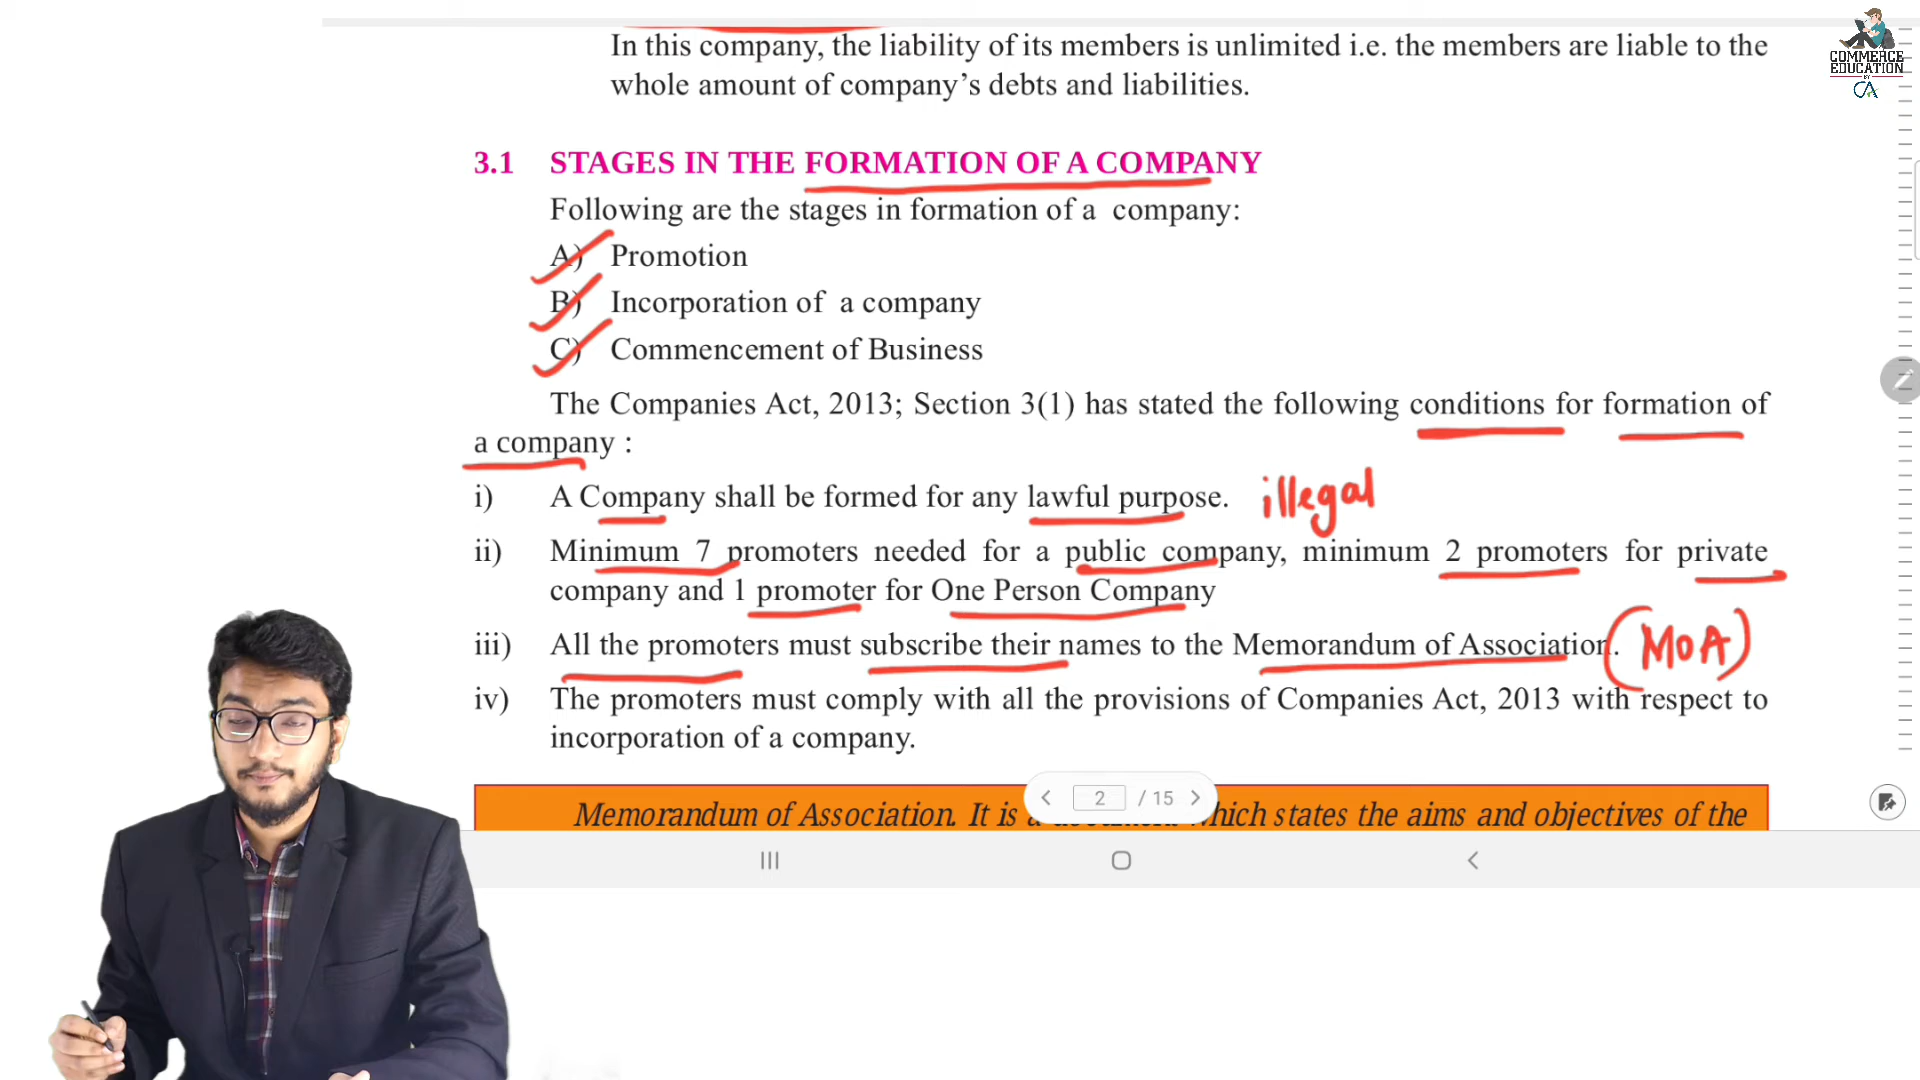 In this company, the liability of its members is unlimited i.e. the members are liable to the
whole amount of company's debts and liabilities.
3.1 STAGES IN THE FORMATION OF A COMPANY
Following are the stages in formation of a company:
A) Promotion
B) Incorporation of a company
C) Commencement of Business
The Companies Act, 2013; Section 3(1) has stated the following conditions for formation of
a company :
i) A Company shall be formed for any lawful purpose. illegal
ii) Minimum 7 promoters needed for a public company, minimum 2 promoters for private
company and 1 promoter for One Person Company
iii) All the promoters must subscribe their names to the Memorandum of Association. (MOA)
iv) The promoters must comply with all the provisions of Companies Act, 2013 with respect to
incorporation of a company.
Memorandum of Association. It is a which states the aims and objectives of the
2 / 15
COMMERCE
EDUCATION
BY
CA